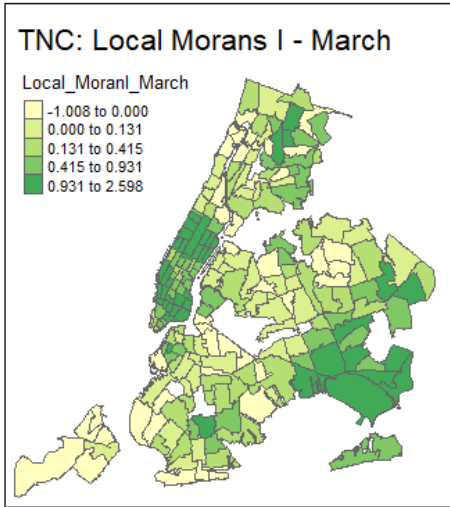 TNC: Local Morans I - March
Local_MoranI_March
-1.008 to 0.000
0.000 to 0.131
0.131 to 0.415
0.415 to 0.931
0.931 to 2.598